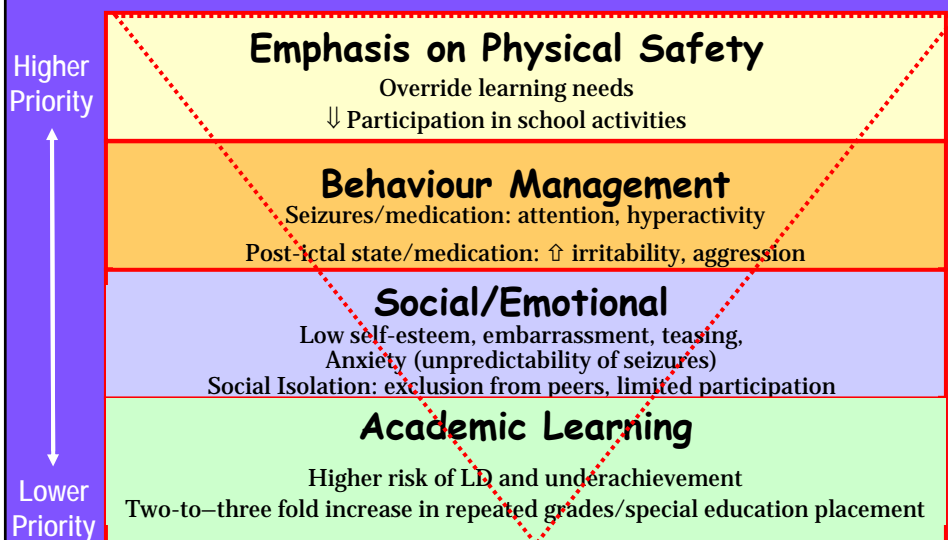 Higher
Priority
Emphasis on Physical Safety
Override learning needs
⇓ Participation in school activities
Behaviour Management
Seizures/medication: attention, hyperactivity
Post-ictal state/medication: ⇑ irritability, aggression
Social/Emotional
Low self-esteem, embarrassment, teasing,
Anxiety (unpredictability of seizures)
Social Isolation: exclusion from peers, limited participation
Academic Learning
Higher risk of LD and underachievement
Two-to–three fold increase in repeated grades/special education placement
Lower
Priority